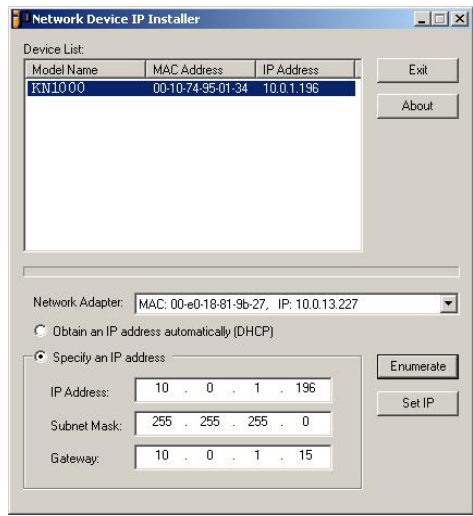 Network Device IP Installer
Device List:
Model Name MAC Address IP Address
KN1000 00-10-74-95-01-34 10.0.1.196
Exit
About
Network Adapter: MAC: 00-e0-18-81-9b-27, IP: 10.0.13.227
Obtain an IP address automatically (DHCP)
Specify an IP address
IP Address: 10 . 0 . 1 . 196
Subnet Mask: 255 . 255 . 255 . 0
Gateway: 10 . 0 . 1 . 15
Enumerate
Set IP